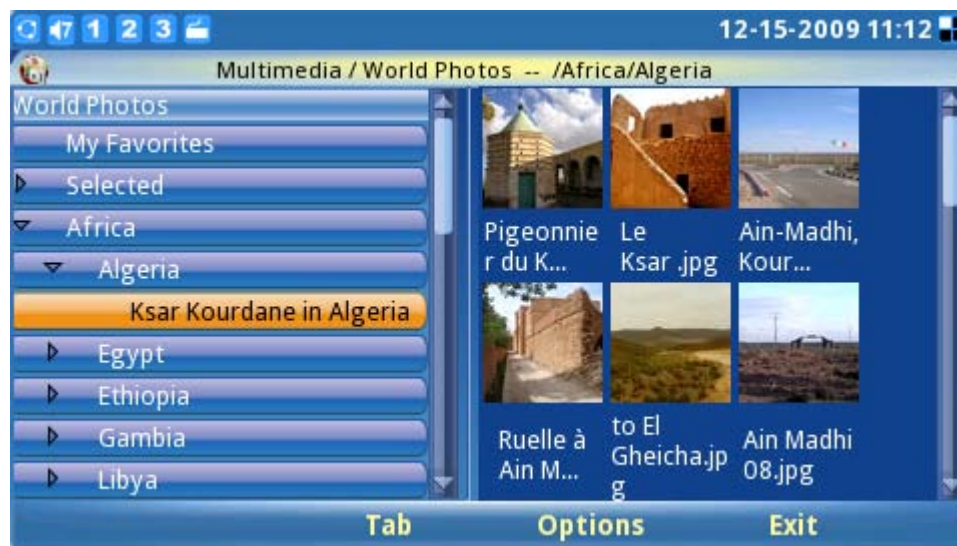 7 1 2 3 12-15-2009 11:12
Multimedia / World Photos -- /Africa/Algeria
World Photos
My Favorites
Selected
Africa
Algeria
Ksar Kourdane in Algeria
Egypt
Ethiopia
Gambia
Libya
Pigeonnie
r du K...
Le
Ksar .jpg
Ain-Madhi,
Kour...
Ruelle à
Ain M...
to El
Gheicha.jp
g
Ain Madhi
08.jpg
Tab Options Exit